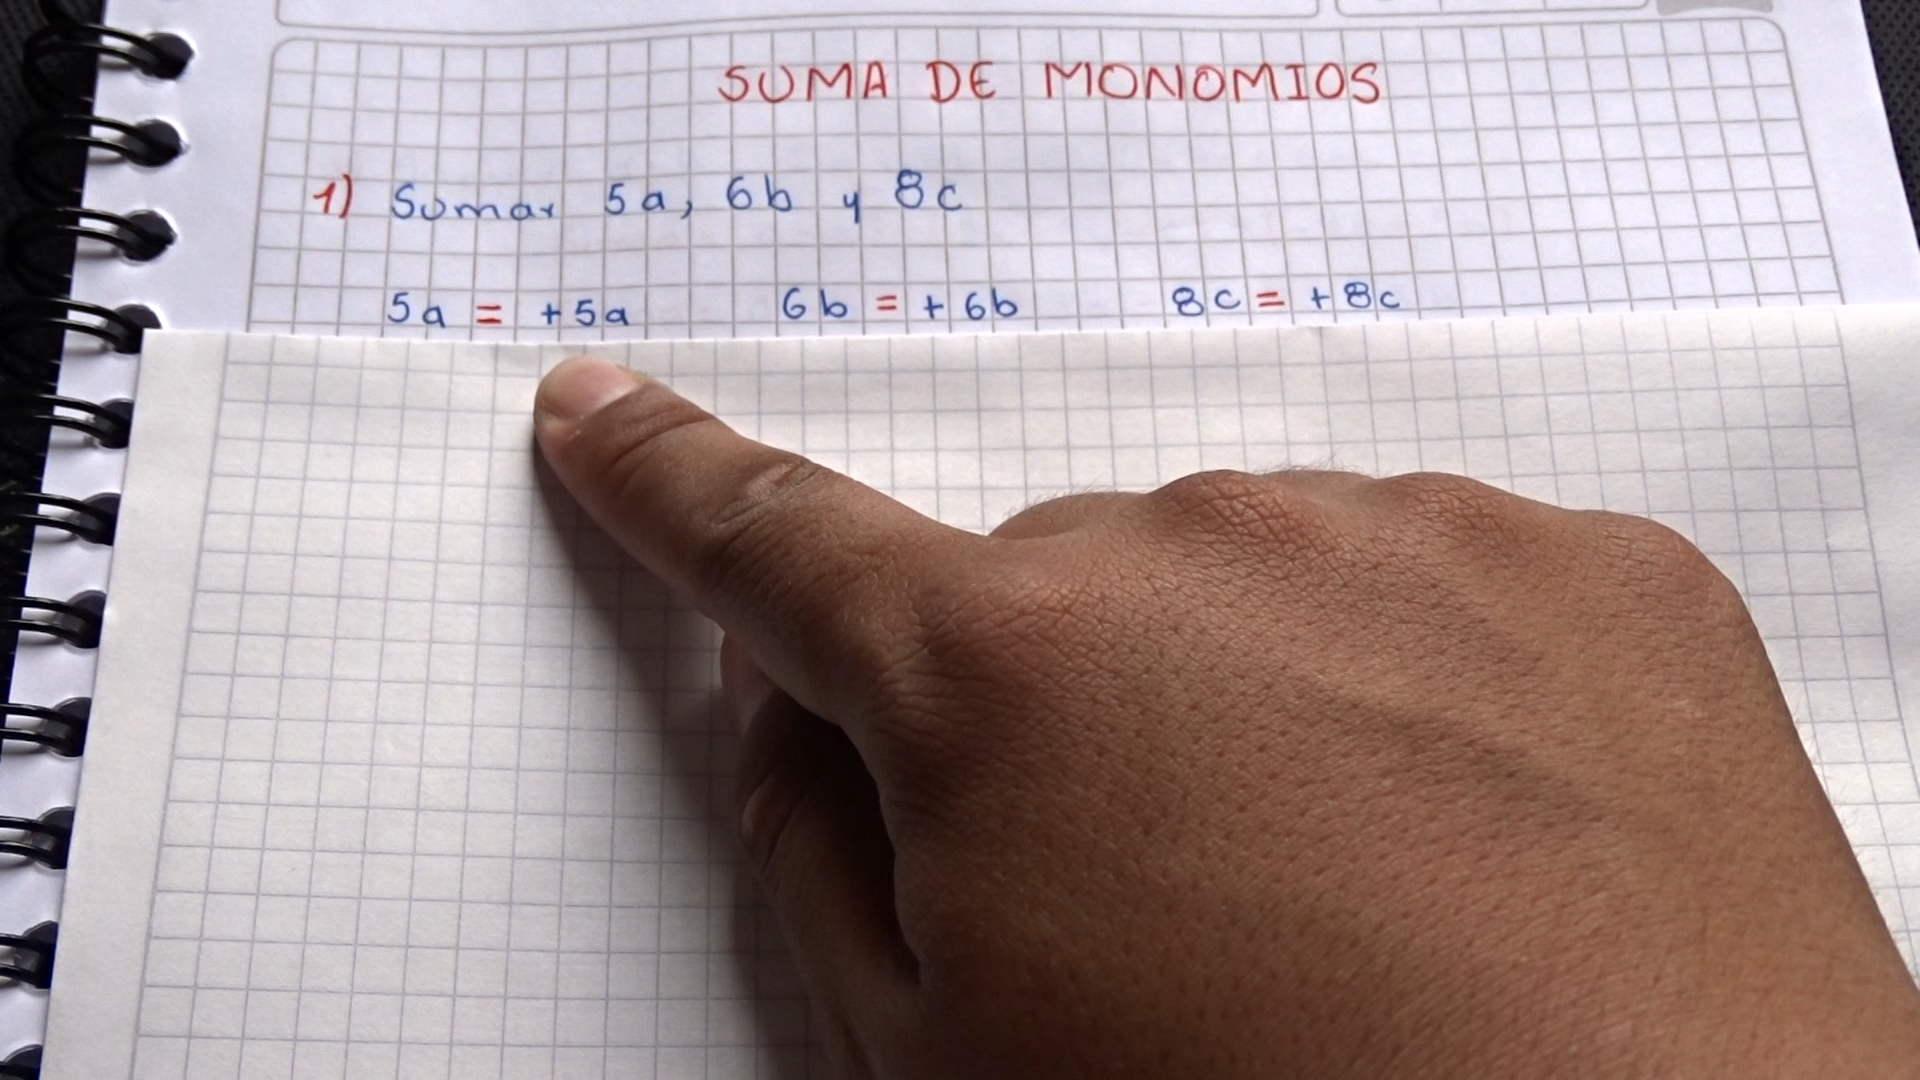 SUMA DE MONOMIOS
1) Sumar 5a, 6b y 8c
5a = +5a 6b = +6b 8c = +8c